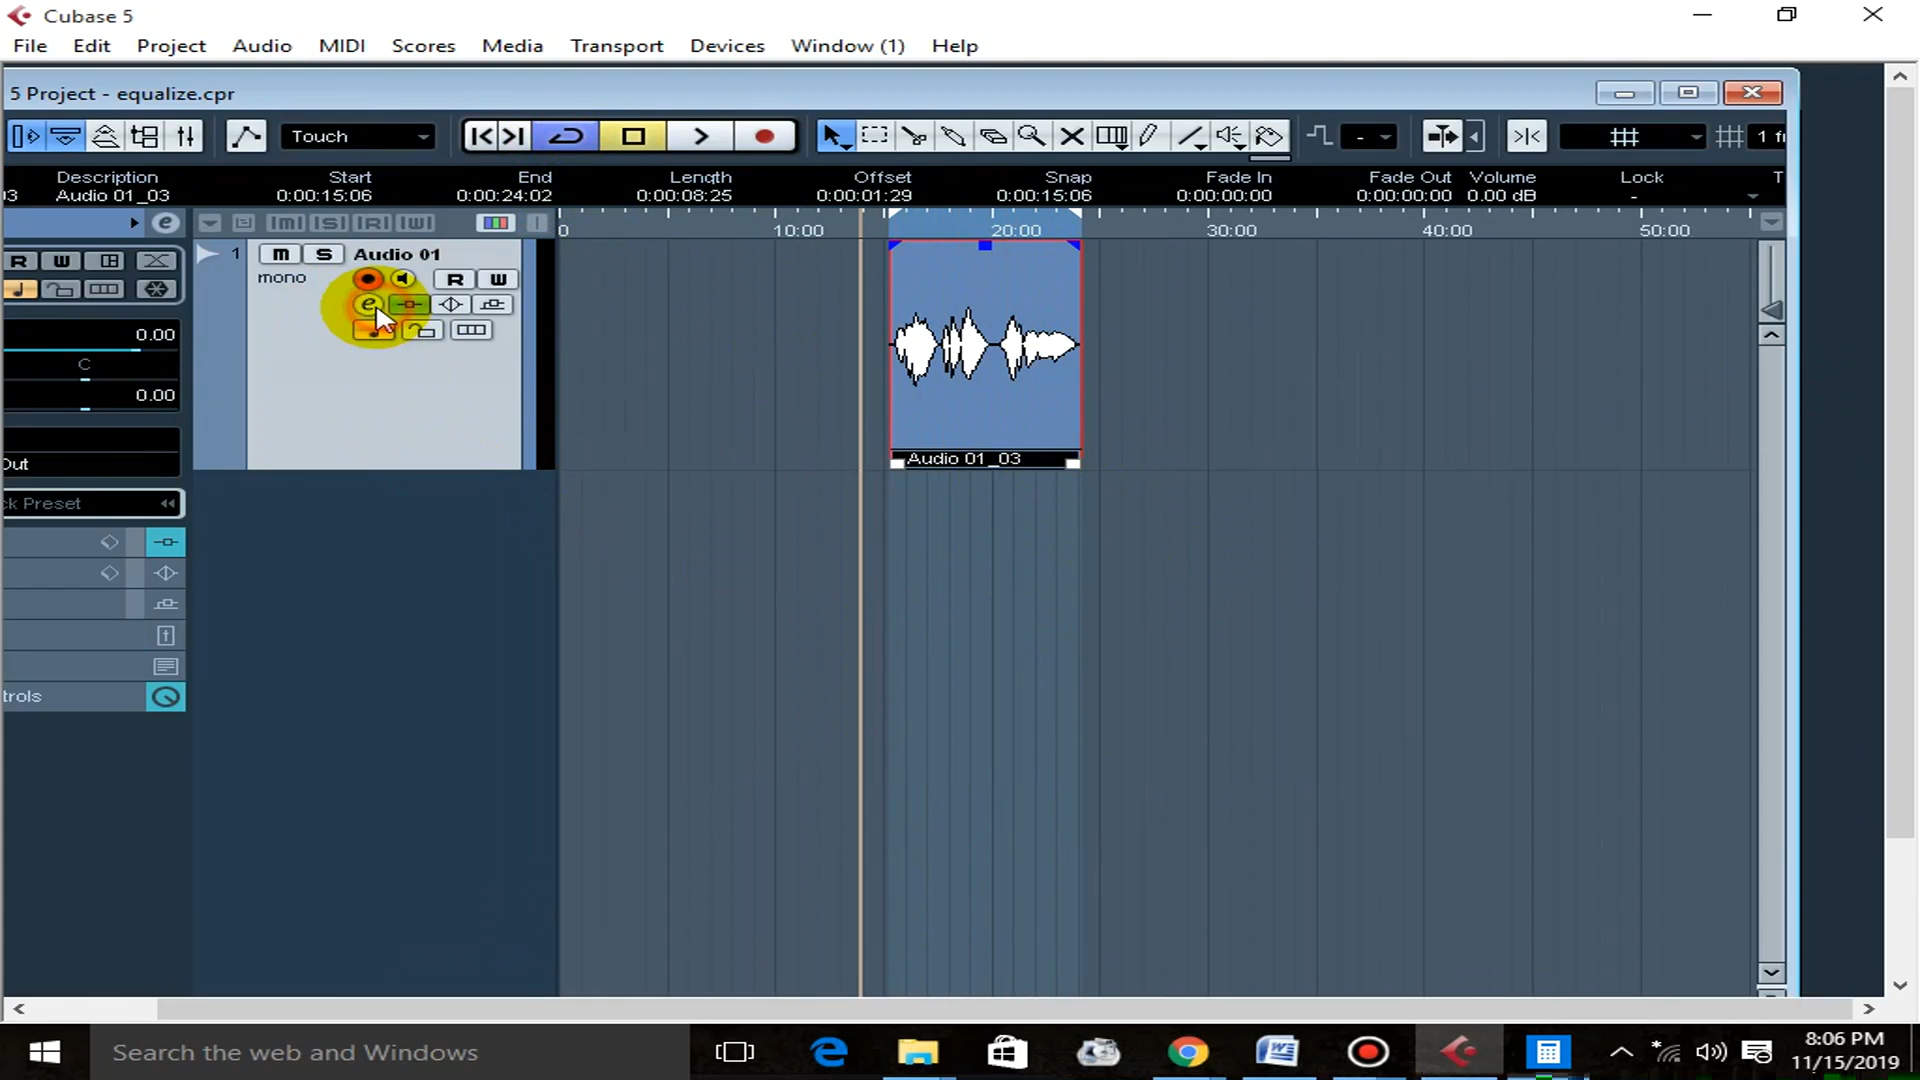 Cubase 5
File Edit Project Audio MIDI Scores Media Transport Devices Window (1) Help
5 Project - equalize.cpr
Touch
- 1 fr
Description Start End Length Offset Snap Fade In Fade Out Volume Lock T
03 Audio 01_03 0:00:15:06 0:00:24:02 0:00:08:25 0:00:01:29 0:00:15:06 0:00:00:00 0:00:00:00 0.00 dB -
e M S R W
0 10:00 20:00 30:00 40:00 50:00
R W
1 M S Audio 01
mono R W
e
0.00
C
0.00
Out
ck Preset
trols
Audio 01_03
Search the web and Windows
8:06 PM
11/15/2019